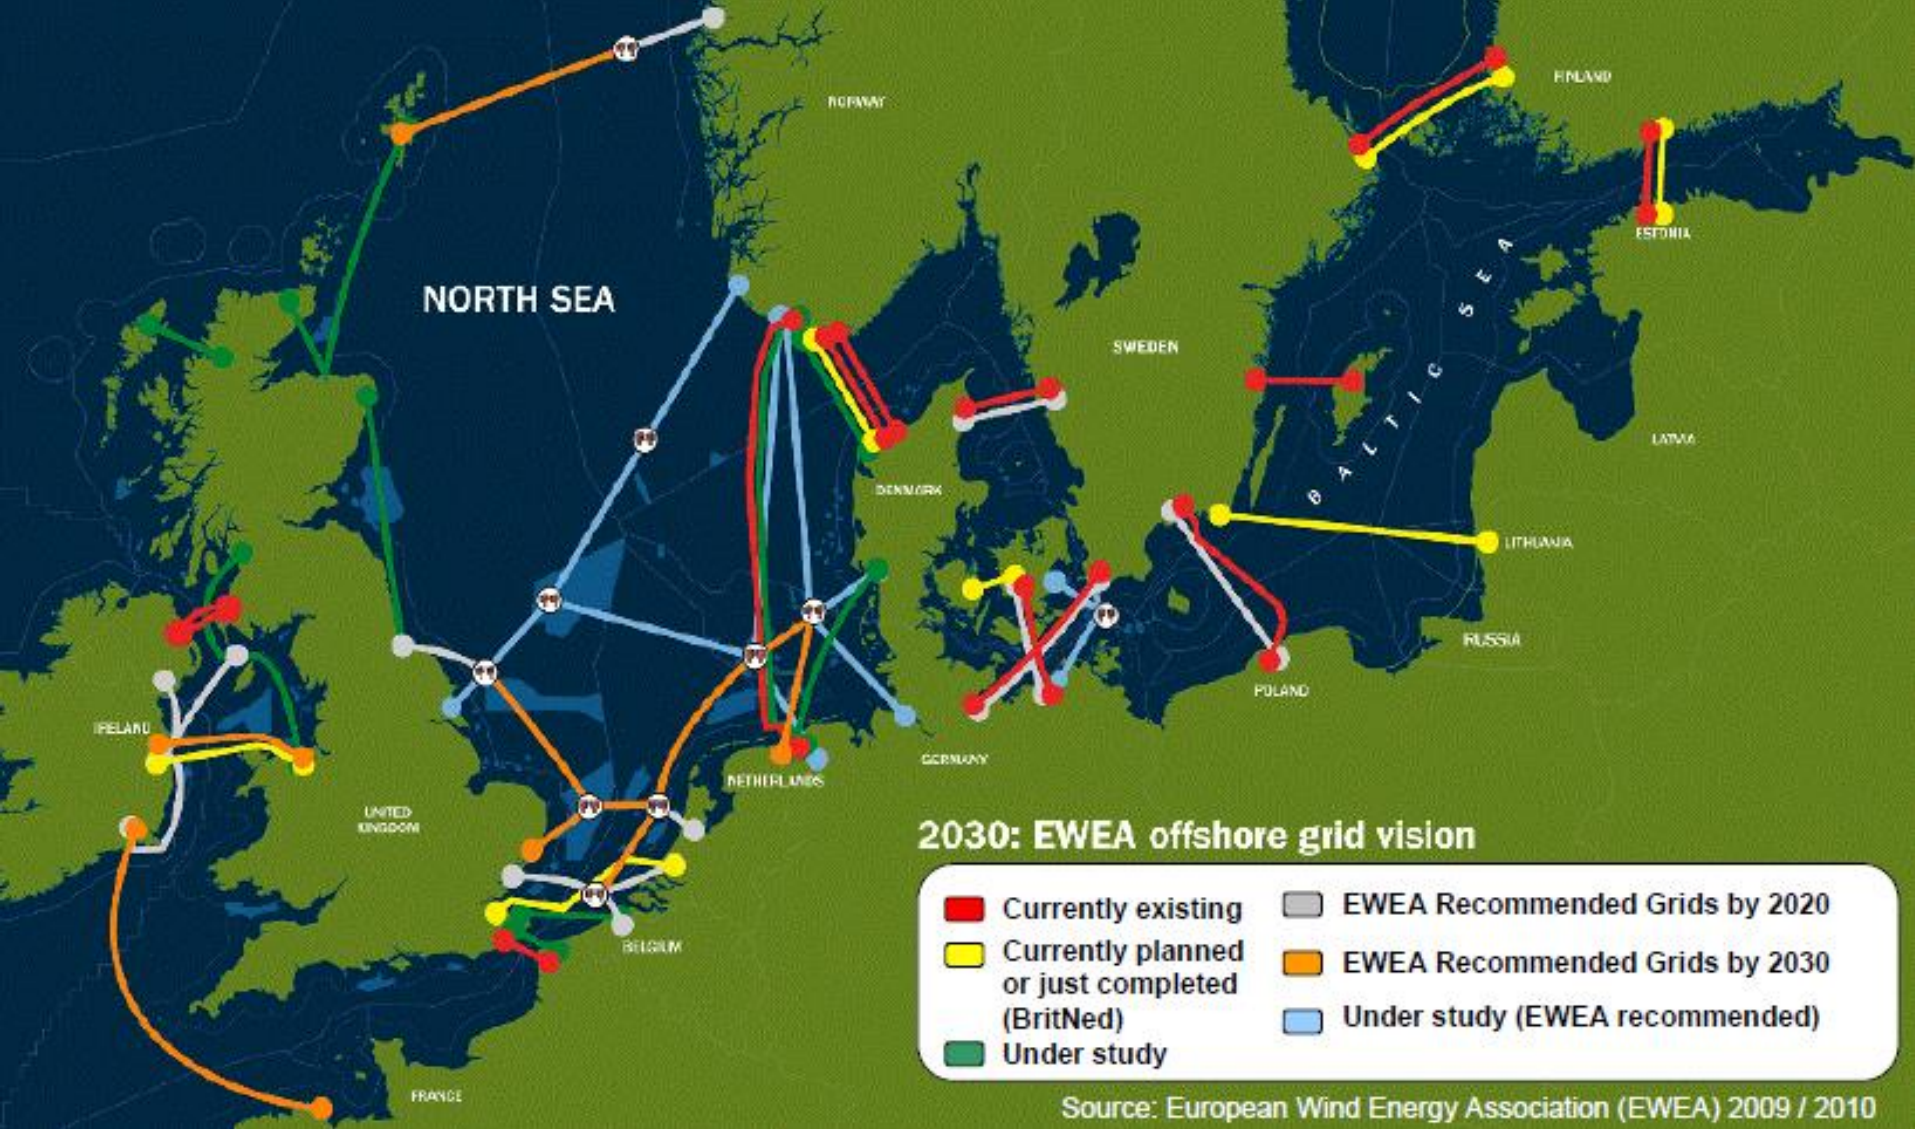 NORWAY
FINLAND
ESTONIA
NORTH SEA
BALTIC SEA
SWEDEN
LATVIA
DENMARK
LITHUANIA
RUSSIA
POLAND
IRELAND
GERMANY
NETHERLANDS
UNITED
KINGDOM
BELGIUM
FRANCE
2030: EWEA offshore grid vision
Currently existing
Currently planned
or just completed
(BritNed)
Under study
EWEA Recommended Grids by 2020
EWEA Recommended Grids by 2030
Under study (EWEA recommended)
Source: European Wind Energy Association (EWEA) 2009 / 2010